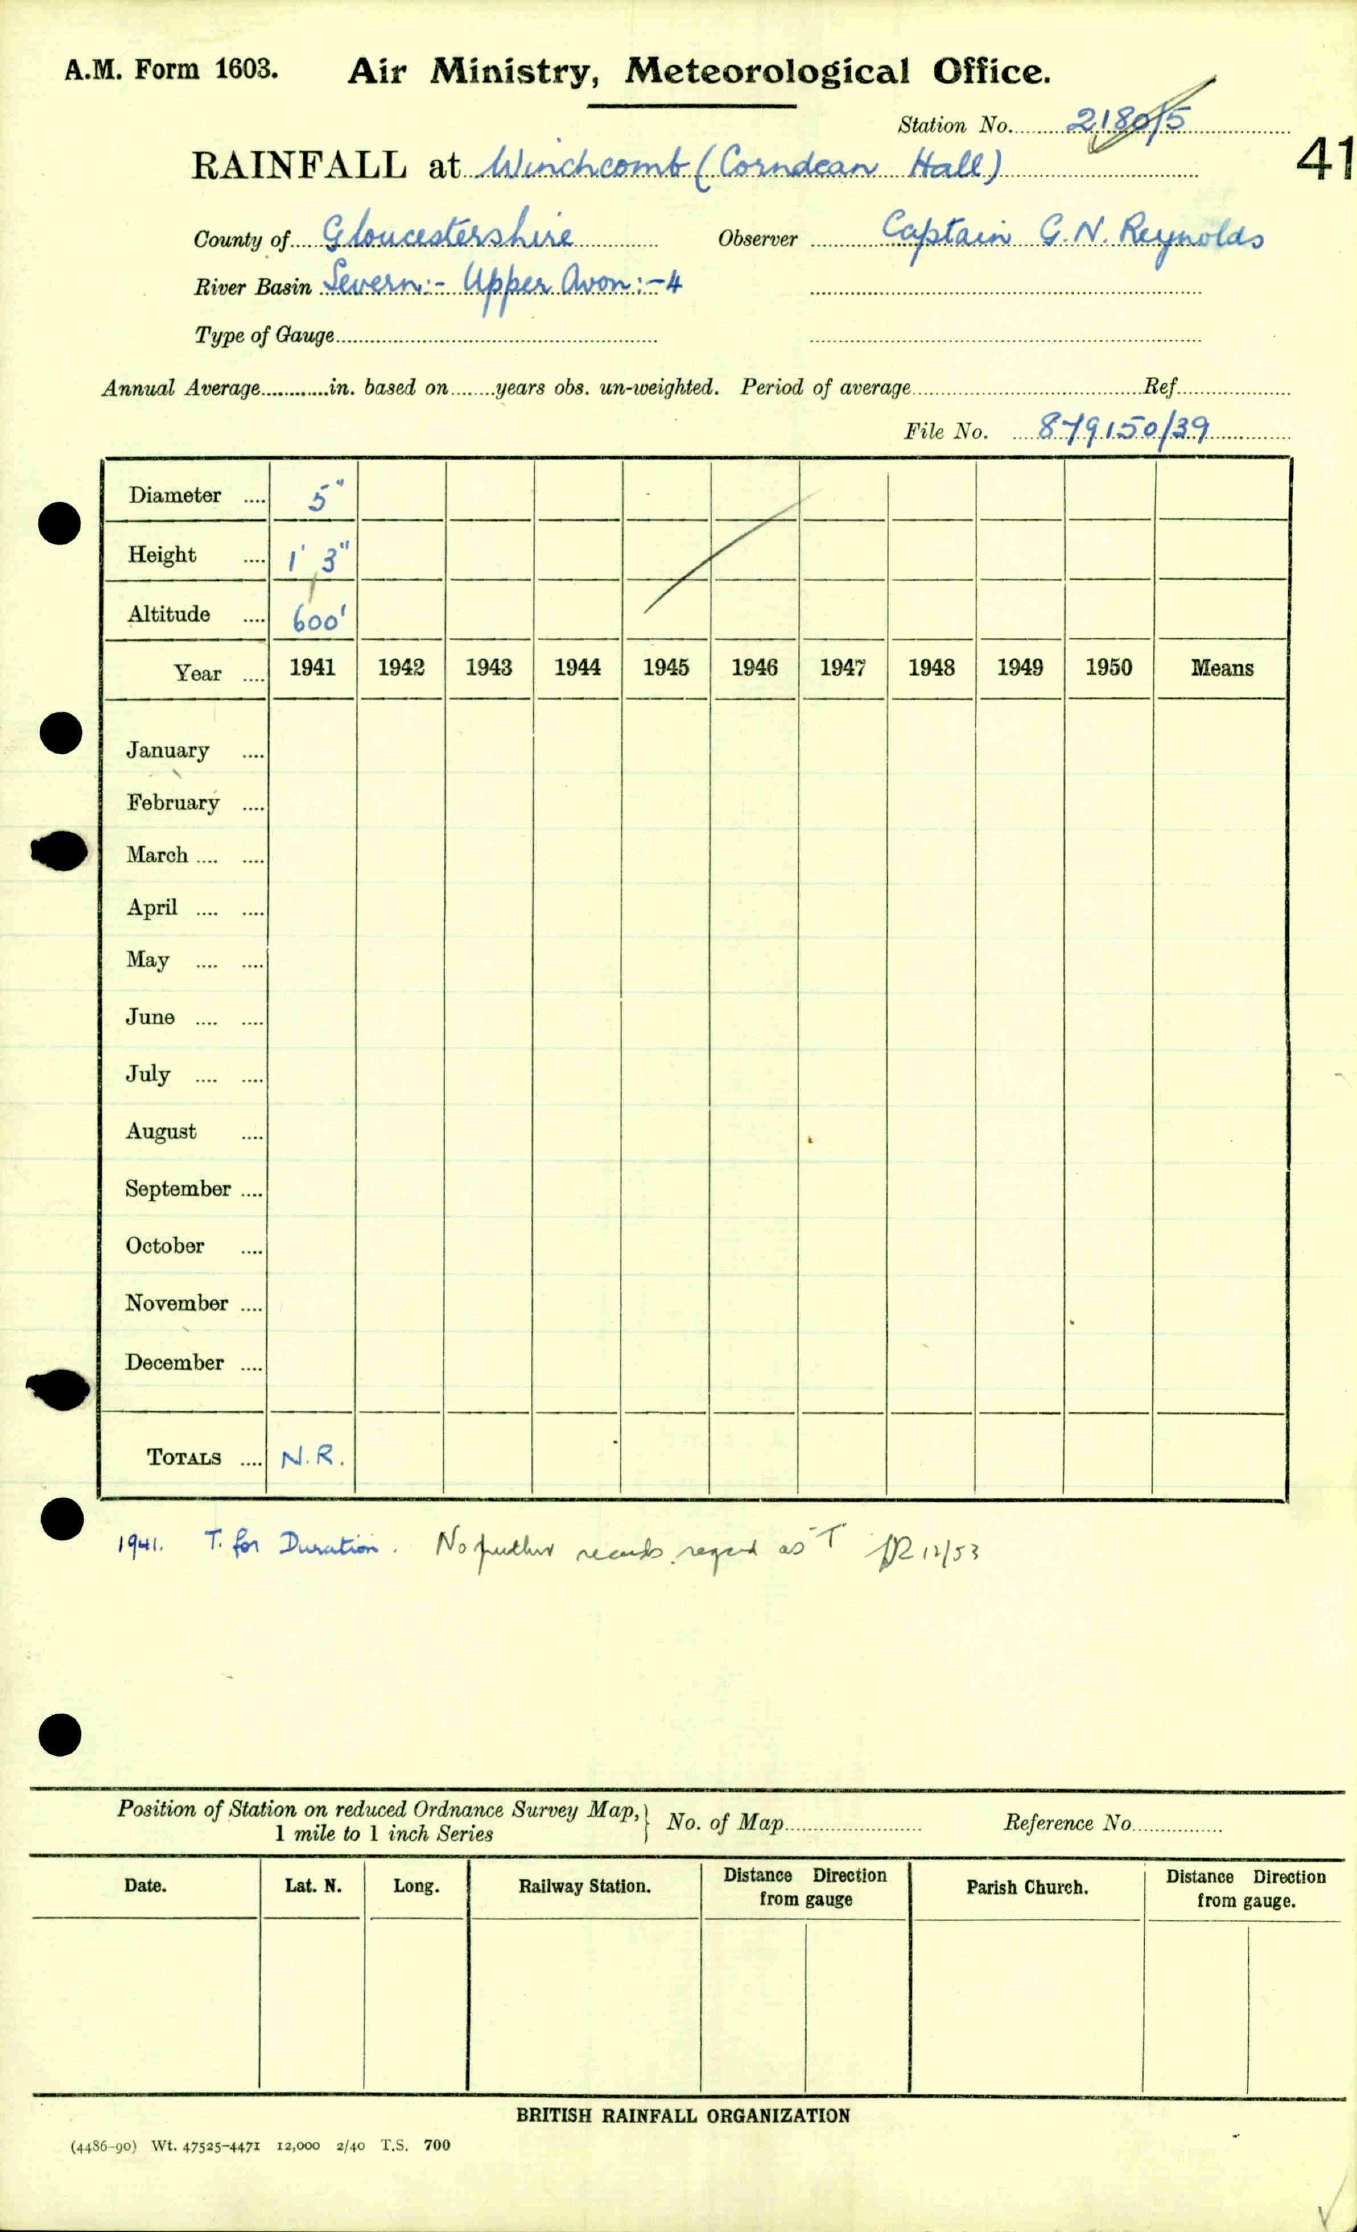 A.M. Form 1603. Air Ministry, Meteorological Office.
Station No. 2180/5
41
RAINFALL at Winchcomb (Corndean Hall)
County of Gloucestershire Observer Captain G.N. Reynolds
River Basin Severn:- Upper Avon:-4
Type of Gauge
Annual Average in. based on years obs. un-weighted. Period of average Ref.
File No. 879150/39
Diameter .... 5"
Height .... 1' 3"
Altitude .... 600'
Year .... 1941 1942 1943 1944 1945 1946 1947 1948 1949 1950 Means
January ....
February ....
March .... ....
April .... ....
May .... ....
June .... ....
July .... ....
August ....
September ....
October ....
November ....
December ....
TOTALS .... N.R.
1941. T. for Duration. No further records. regard as T 12/53
Position of Station on reduced Ordnance Survey Map, } No. of Map Reference No.
1 mile to 1 inch Series
Date. Lat. N. Long. Railway Station. Distance Direction from gauge Parish Church. Distance Direction from gauge.
BRITISH RAINFALL ORGANIZATION
(4486-90) Wt. 47525-4471 12,000 2/40 T.S. 700